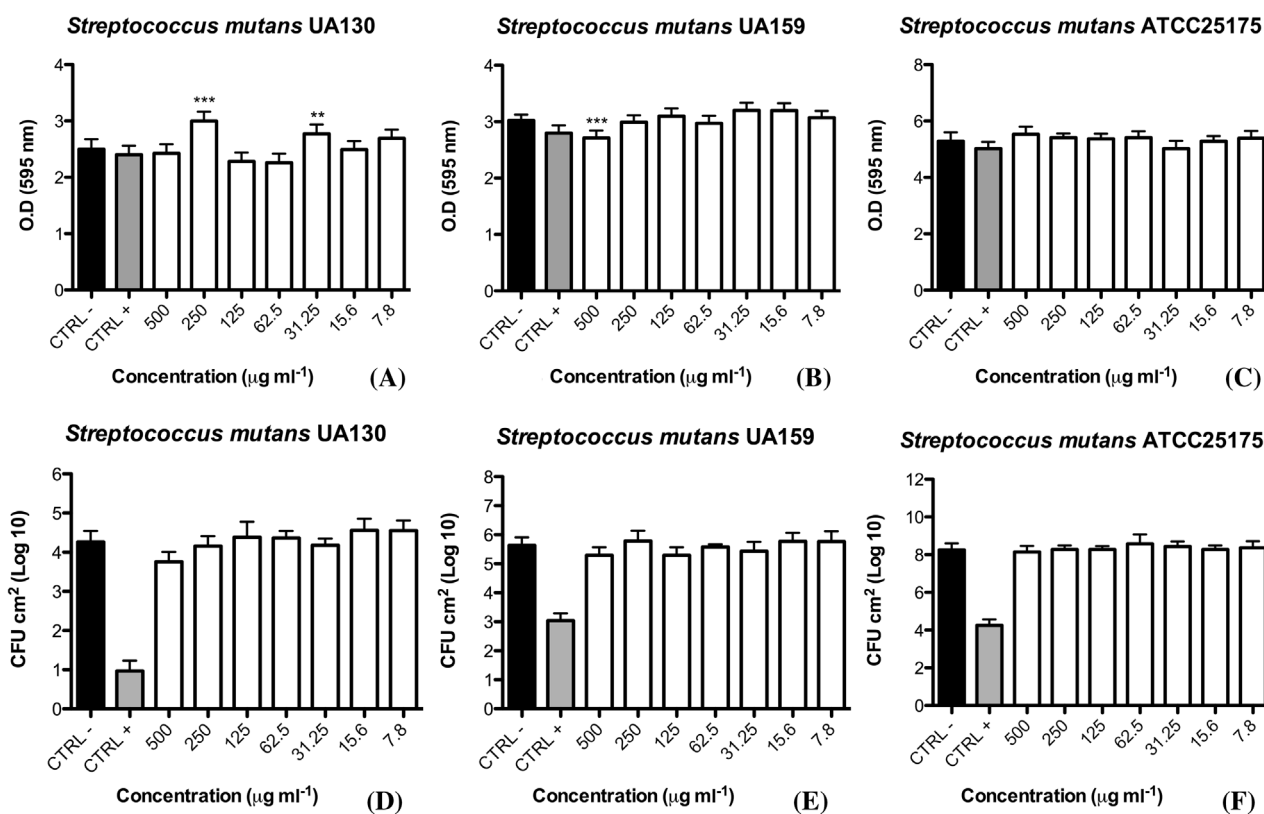 Streptococcus mutans UA130
O.D (595 nm)
4
3
2
1
0
***
**
CTRL -
CTRL +
500
250
125
62.5
31.25
15.6
7.8
Concentration (μg ml-1)
(A)
Streptococcus mutans UA159
O.D (595 nm)
4
3
2
1
0
***
CTRL -
CTRL +
500
250
125
62.5
31.25
15.6
7.8
Concentration (μg ml-1)
(B)
Streptococcus mutans ATCC25175
O.D (595 nm)
8
6
4
2
0
CTRL -
CTRL +
500
250
125
62.5
31.25
15.6
7.8
Concentration (μg ml-1)
(C)
Streptococcus mutans UA130
CFU cm2 (Log 10)
6
5
4
3
2
1
0
CTRL -
CTRL +
500
250
125
62.5
31.25
15.6
7.8
Concentration (μg ml-1)
(D)
Streptococcus mutans UA159
CFU cm2 (Log 10)
8
7
6
5
4
3
2
1
0
CTRL -
CTRL +
500
250
125
62.5
31.25
15.6
7.8
Concentration (μg ml-1)
(E)
Streptococcus mutans ATCC25175
CFU cm2 (Log 10)
12
10
8
6
4
2
0
CTRL -
CTRL +
500
250
125
62.5
31.25
15.6
7.8
Concentration (μg ml-1)
(F)